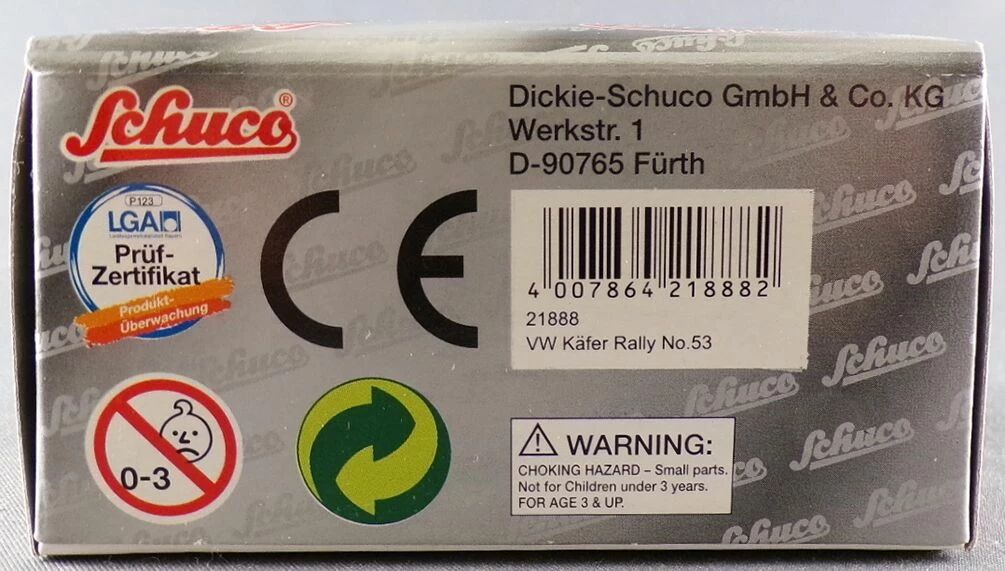 Schuco®
Dickie-Schuco GmbH & Co. KG
Werkstr. 1
D-90765 Fürth
P123
LGA
Prüf-
Zertifikat
Produkt-
Überwachung
CE
4 007864 218882
21888
VW Käfer Rally No.53
0-3
WARNING:
CHOKING HAZARD – Small parts.
Not for Children under 3 years.
FOR AGE 3 & UP.